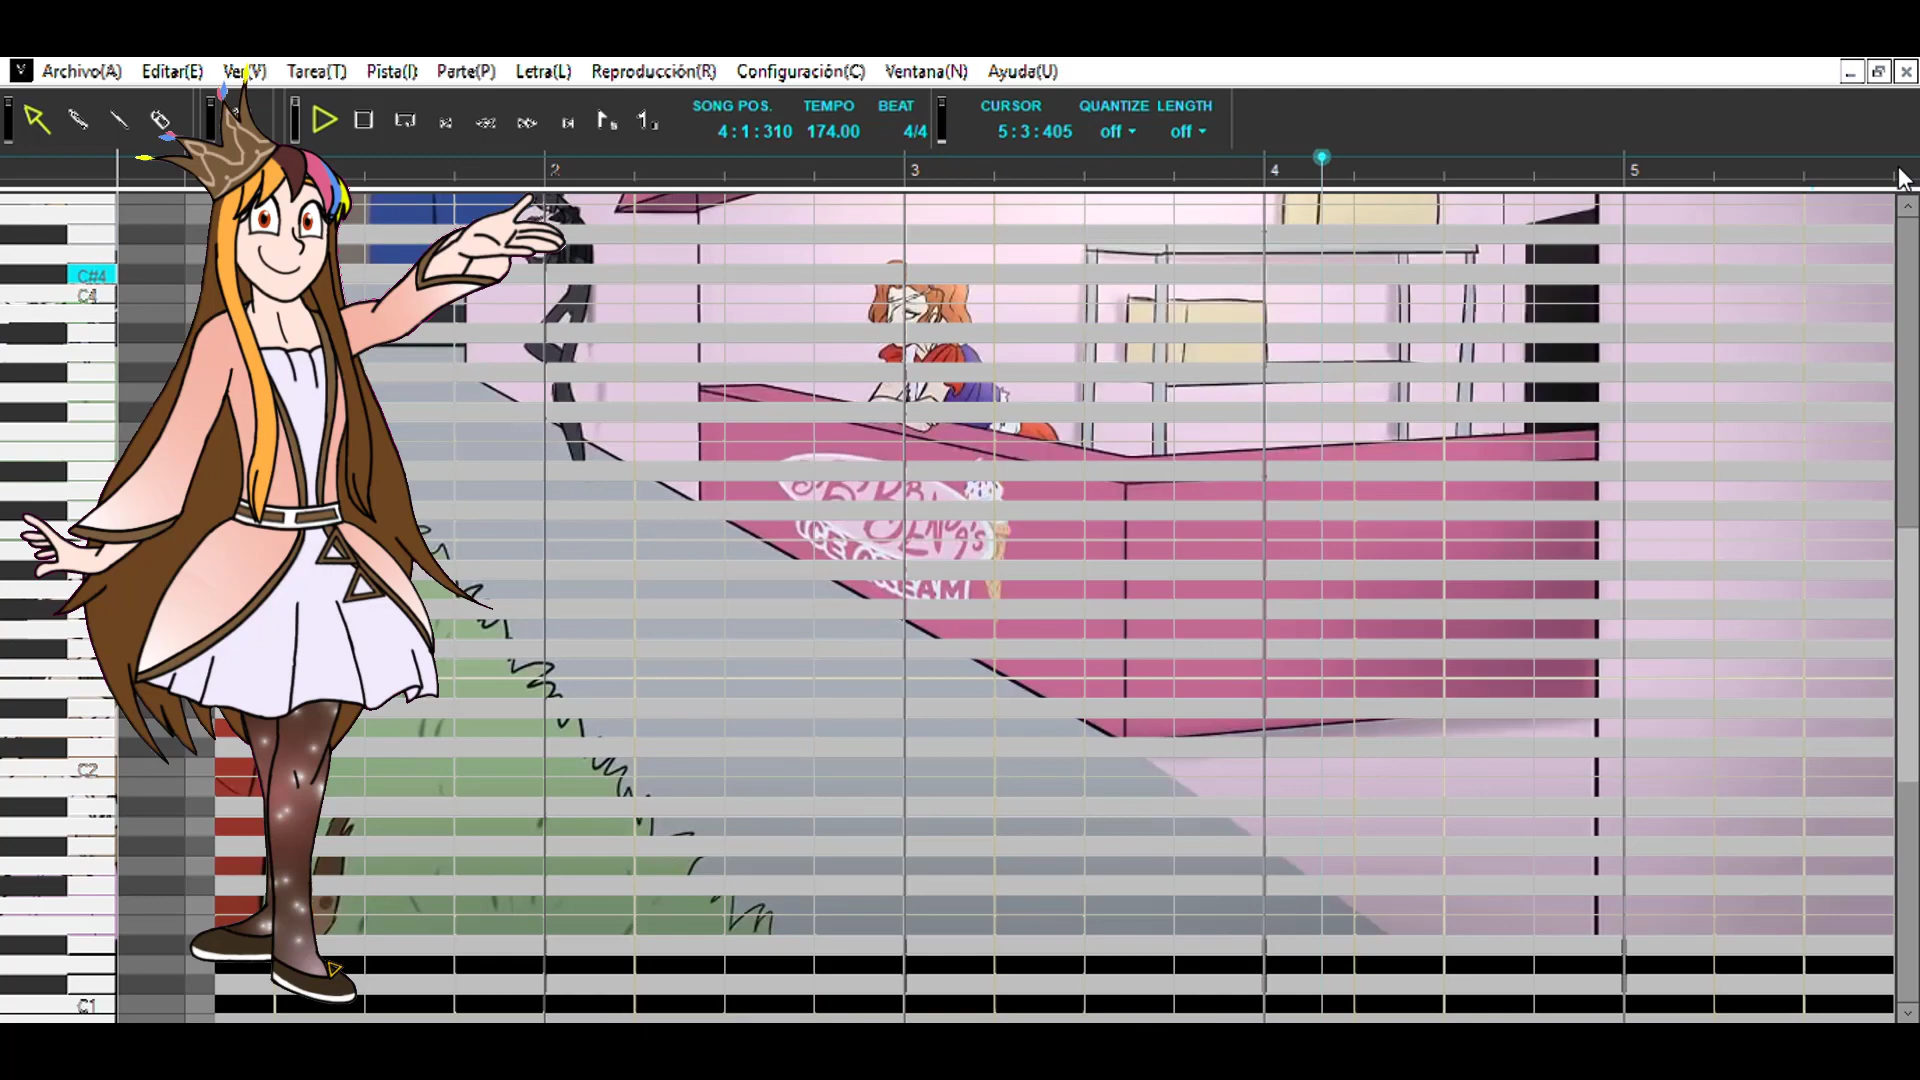 V Archivo(A) Editar(E) Ver(V) Tarea(T) Pista(I) Parte(P) Letra(L) Reproducción(R) Configuración(C) Ventana(N) Ayuda(U)
SONG POS. TEMPO BEAT CURSOR QUANTIZE LENGTH
4:1:310 174.00 4/4 5:3:405 off off
2 3 4 5
C#4
C4
C2
C1